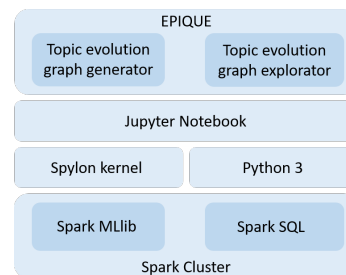 EPIQUE
Topic evolution
graph generator
Topic evolution
graph explorator
Jupyter Notebook
Spylon kernel
Python 3
Spark MLlib
Spark SQL
Spark Cluster